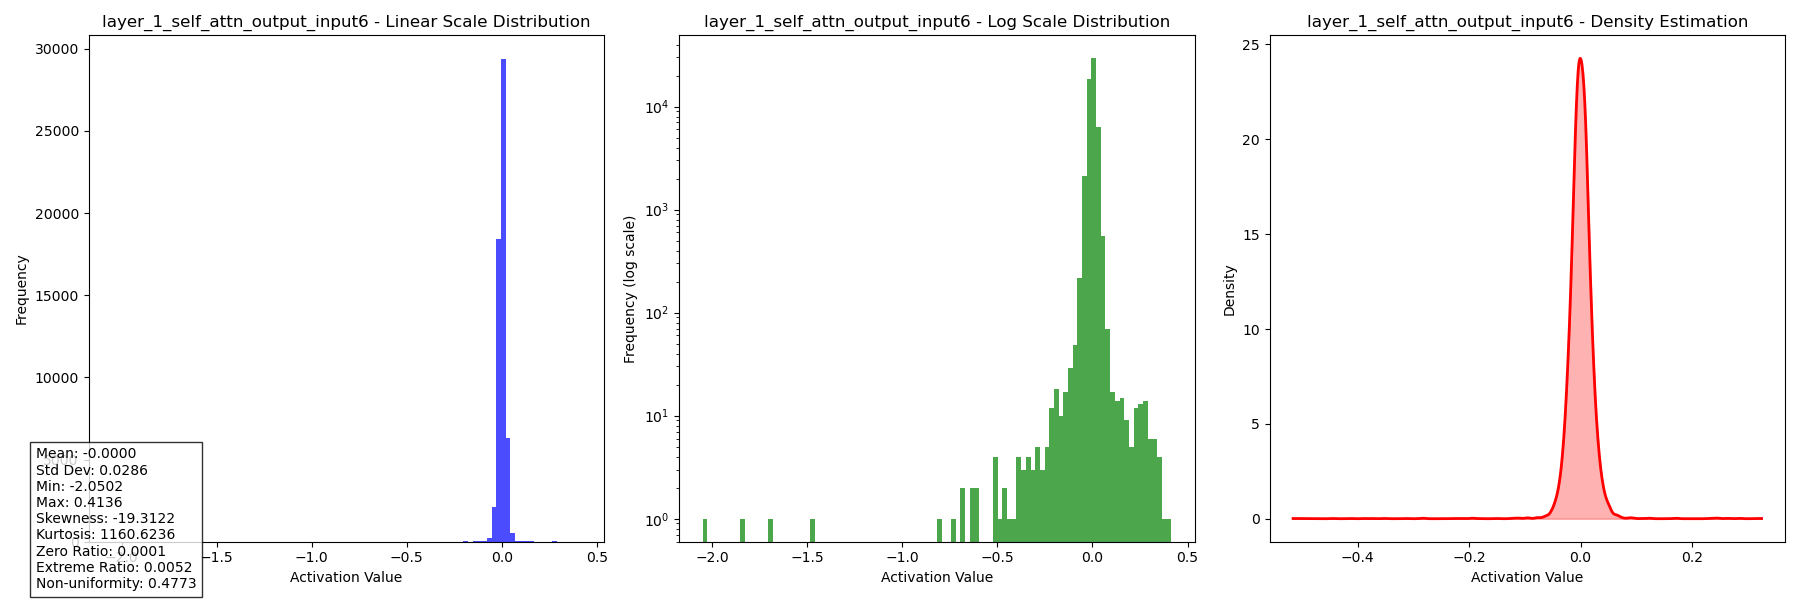 layer_1_self_attn_output_input6 - Linear Scale Distribution
30000
25000
20000
15000
10000
5000
0
Frequency
−2.0
−1.5
−1.0
−0.5
0.0
0.5
Activation Value
Mean: -0.0000
Std Dev: 0.0286
Min: -2.0502
Max: 0.4136
Skewness: -19.3122
Kurtosis: 1160.6236
Zero Ratio: 0.0001
Extreme Ratio: 0.0052
Non-uniformity: 0.4773
layer_1_self_attn_output_input6 - Log Scale Distribution
10⁴
10³
10²
10¹
10⁰
Frequency (log scale)
−2.0
−1.5
−1.0
−0.5
0.0
0.5
Activation Value
layer_1_self_attn_output_input6 - Density Estimation
25
20
15
10
5
0
Density
−0.4
−0.2
0.0
0.2
Activation Value